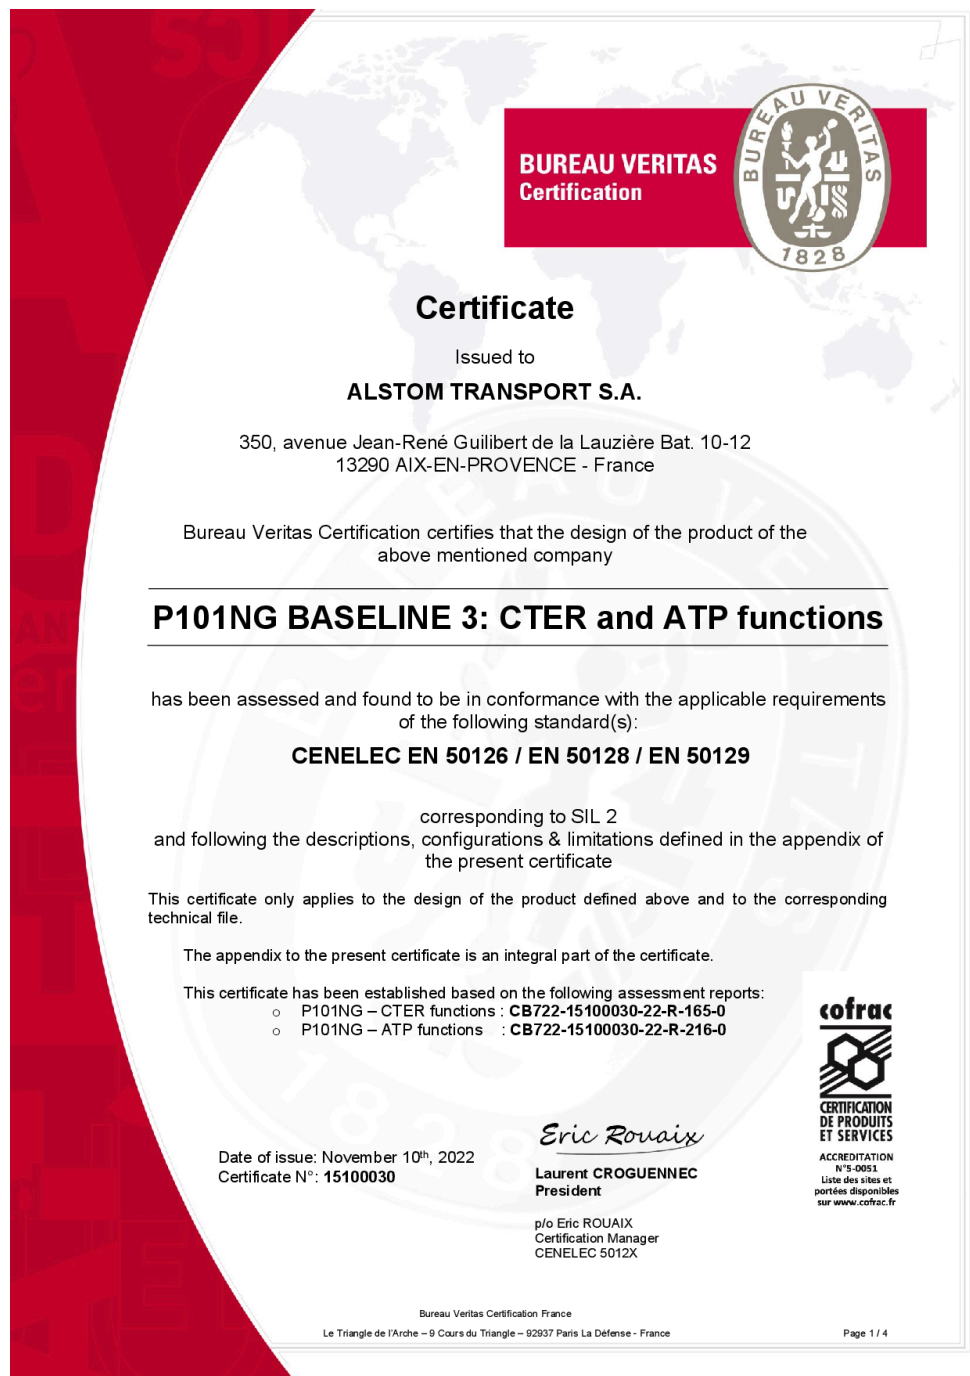 BUREAU VERITAS
Certification
BUREAU VERITAS
1828
Certificate
Issued to
ALSTOM TRANSPORT S.A.
350, avenue Jean-René Guilibert de la Lauzière Bat. 10-12
13290 AIX-EN-PROVENCE - France
Bureau Veritas Certification certifies that the design of the product of the
above mentioned company
P101NG BASELINE 3: CTER and ATP functions
has been assessed and found to be in conformance with the applicable requirements
of the following standard(s):
CENELEC EN 50126 / EN 50128 / EN 50129
corresponding to SIL 2
and following the descriptions, configurations & limitations defined in the appendix of
the present certificate
This certificate only applies to the design of the product defined above and to the corresponding
technical file.
The appendix to the present certificate is an integral part of the certificate.
This certificate has been established based on the following assessment reports:
o P101NG – CTER functions : CB722-15100030-22-R-165-0
o P101NG – ATP functions : CB722-15100030-22-R-216-0
cofrac
CERTIFICATION
DE PRODUITS
ET SERVICES
ACCREDITATION
N°5-0051
Liste des sites et
portées disponibles
sur www.cofrac.fr
Eric Rouaix
Date of issue: November 10th, 2022
Certificate N°: 15100030
Laurent CROGUENNEC
President
p/o Eric ROUAIX
Certification Manager
CENELEC 5012X
Bureau Veritas Certification France
Le Triangle de l'Arche – 9 Cours du Triangle – 92937 Paris La Défense - France
Page 1 / 4